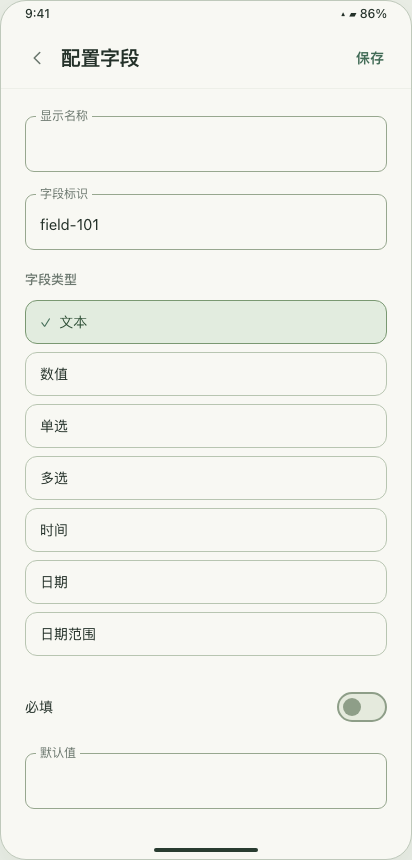 9:41
86%
配置字段
保存
显示名称
字段标识
field-101
字段类型
✓ 文本
数值
单选
多选
时间
日期
日期范围
必填
默认值